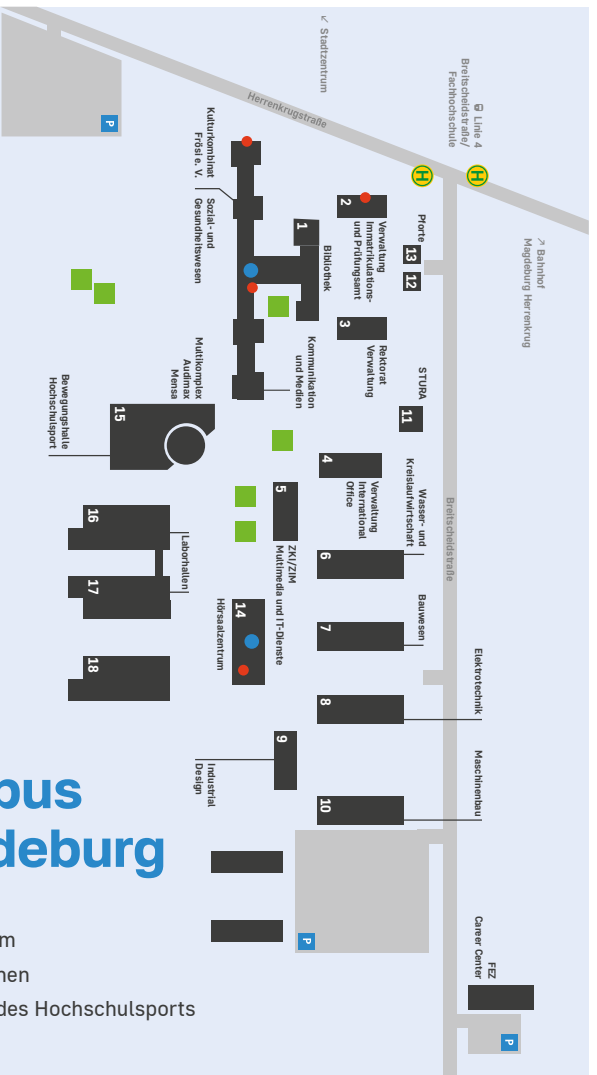 ↙ Stadtzentrum
Herrenkrugstraße
Linie 4
Breitscheidstraße/
Fachhochschule
H
H
↗ Bahnhof
Magdeburg Herrenkrug
P
Kulturkombinat
Frösi e. V.
Sozial- und
Gesundheitswesen
1
Bibliothek
2
Verwaltung
Immatrikulations-
und Prüfungsamt
Pforte
13
12
3
Rektorat
Verwaltung
Kommunikation
und Medien
STURA
11
Multikomplex
Audimax
Mensa
15
Bewegungshalle
Hochschulsport
4
Verwaltung
International
Office
5
ZKI/ZIM
Multimedia und IT-Dienste
Wasser- und
Kreislaufwirtschaft
6
Breitscheidstraße
16
Laborhallen
17
18
14
Hörsaalzentrum
Bauwesen
7
Elektrotechnik
8
9
Industrial
Design
Maschinenbau
10
P
FEZ
Career Center
P
pus
deburg
m
nen
des Hochschulsports